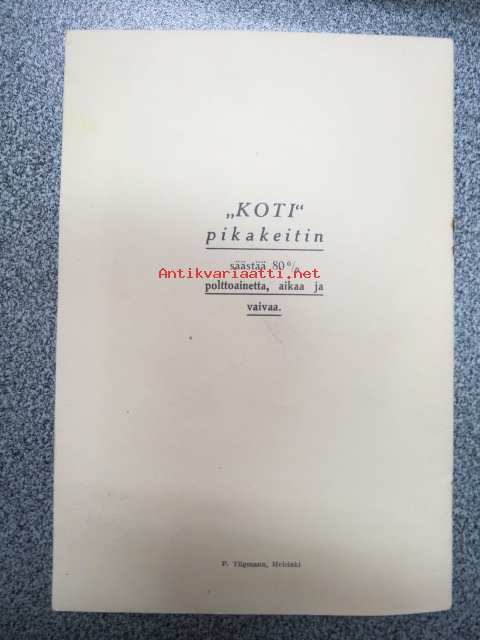 „KOTI“
pikakeitin
säästää 80 %
Antikvariaatti.net
polttoainetta, aikaa ja
vaivaa.
F. Tilgmann, Helsinki